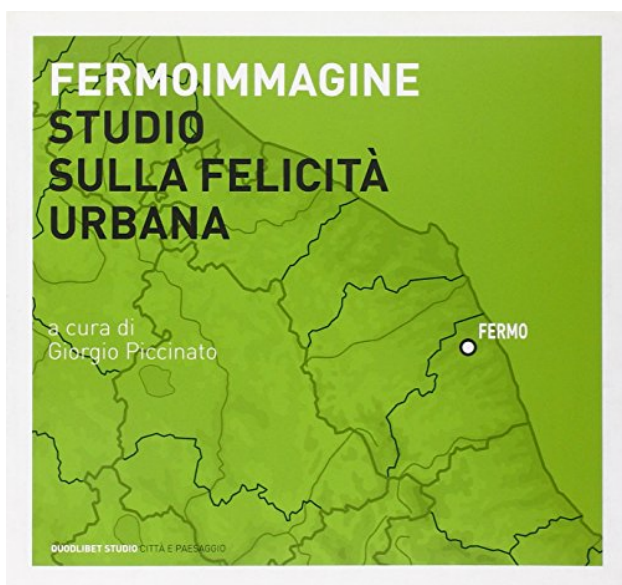 FERMOIMMAGINE
STUDIO
SULLA FELICITÀ
URBANA
a cura di
Giorgio Piccinato
FERMO
QUODLIBET STUDIO CITTÀ E PAESAGGIO